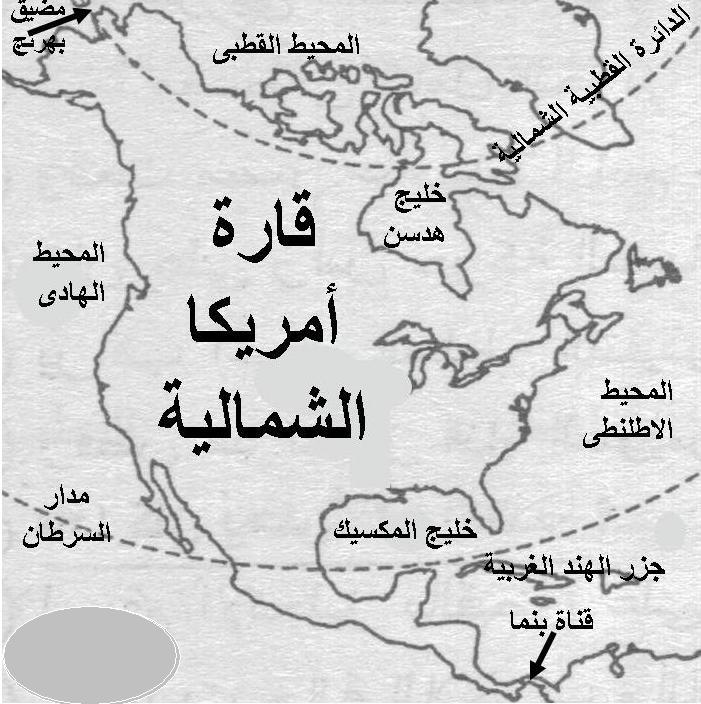 مضيق
بهرنج
المحيط القطبى
الدائرة القطبية الشمالية
خليج
هدسن
قارة
أمريكا
الشمالية
المحيط
الهادى
المحيط
الاطلنطى
مدار
السرطان
خليج المكسيك
جزر الهند الغربية
قناة بنما